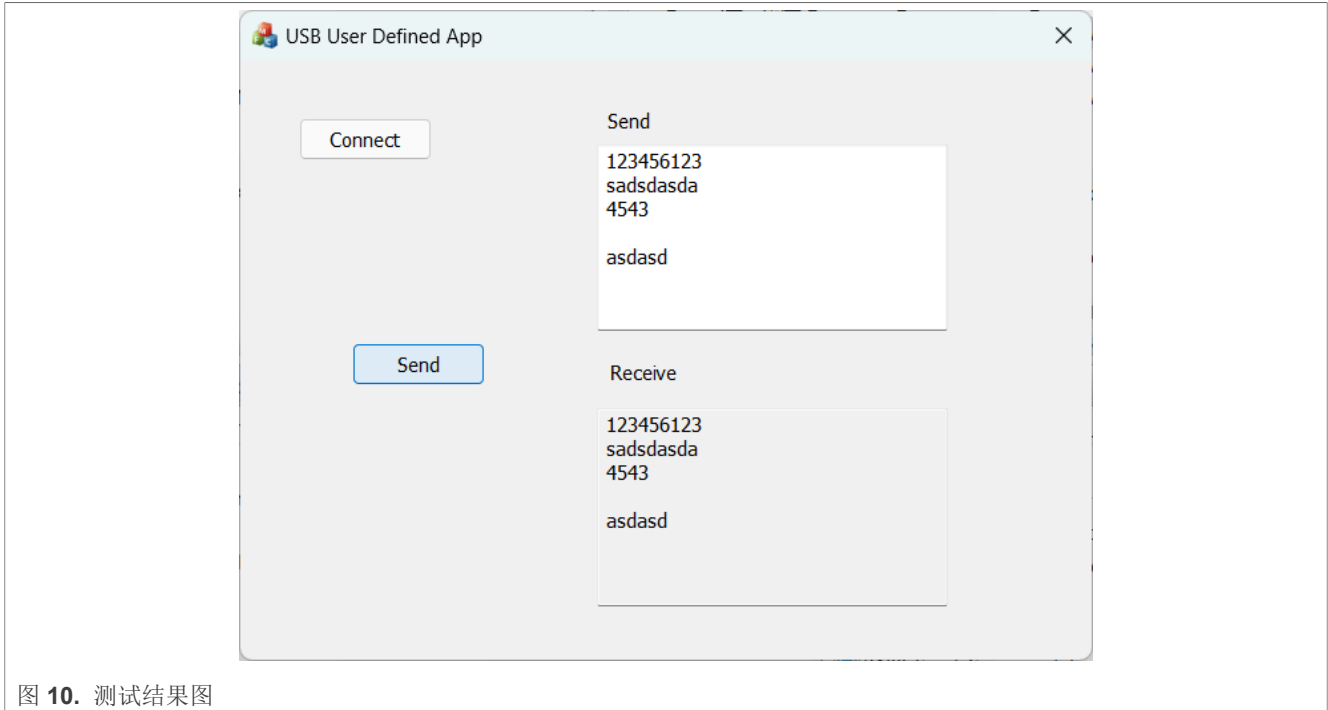 USB User Defined App
Connect
Send
123456123
sadsdasda
4543
asdasd
Send
Receive
123456123
sadsdasda
4543
asdasd
图 10. 测试结果图